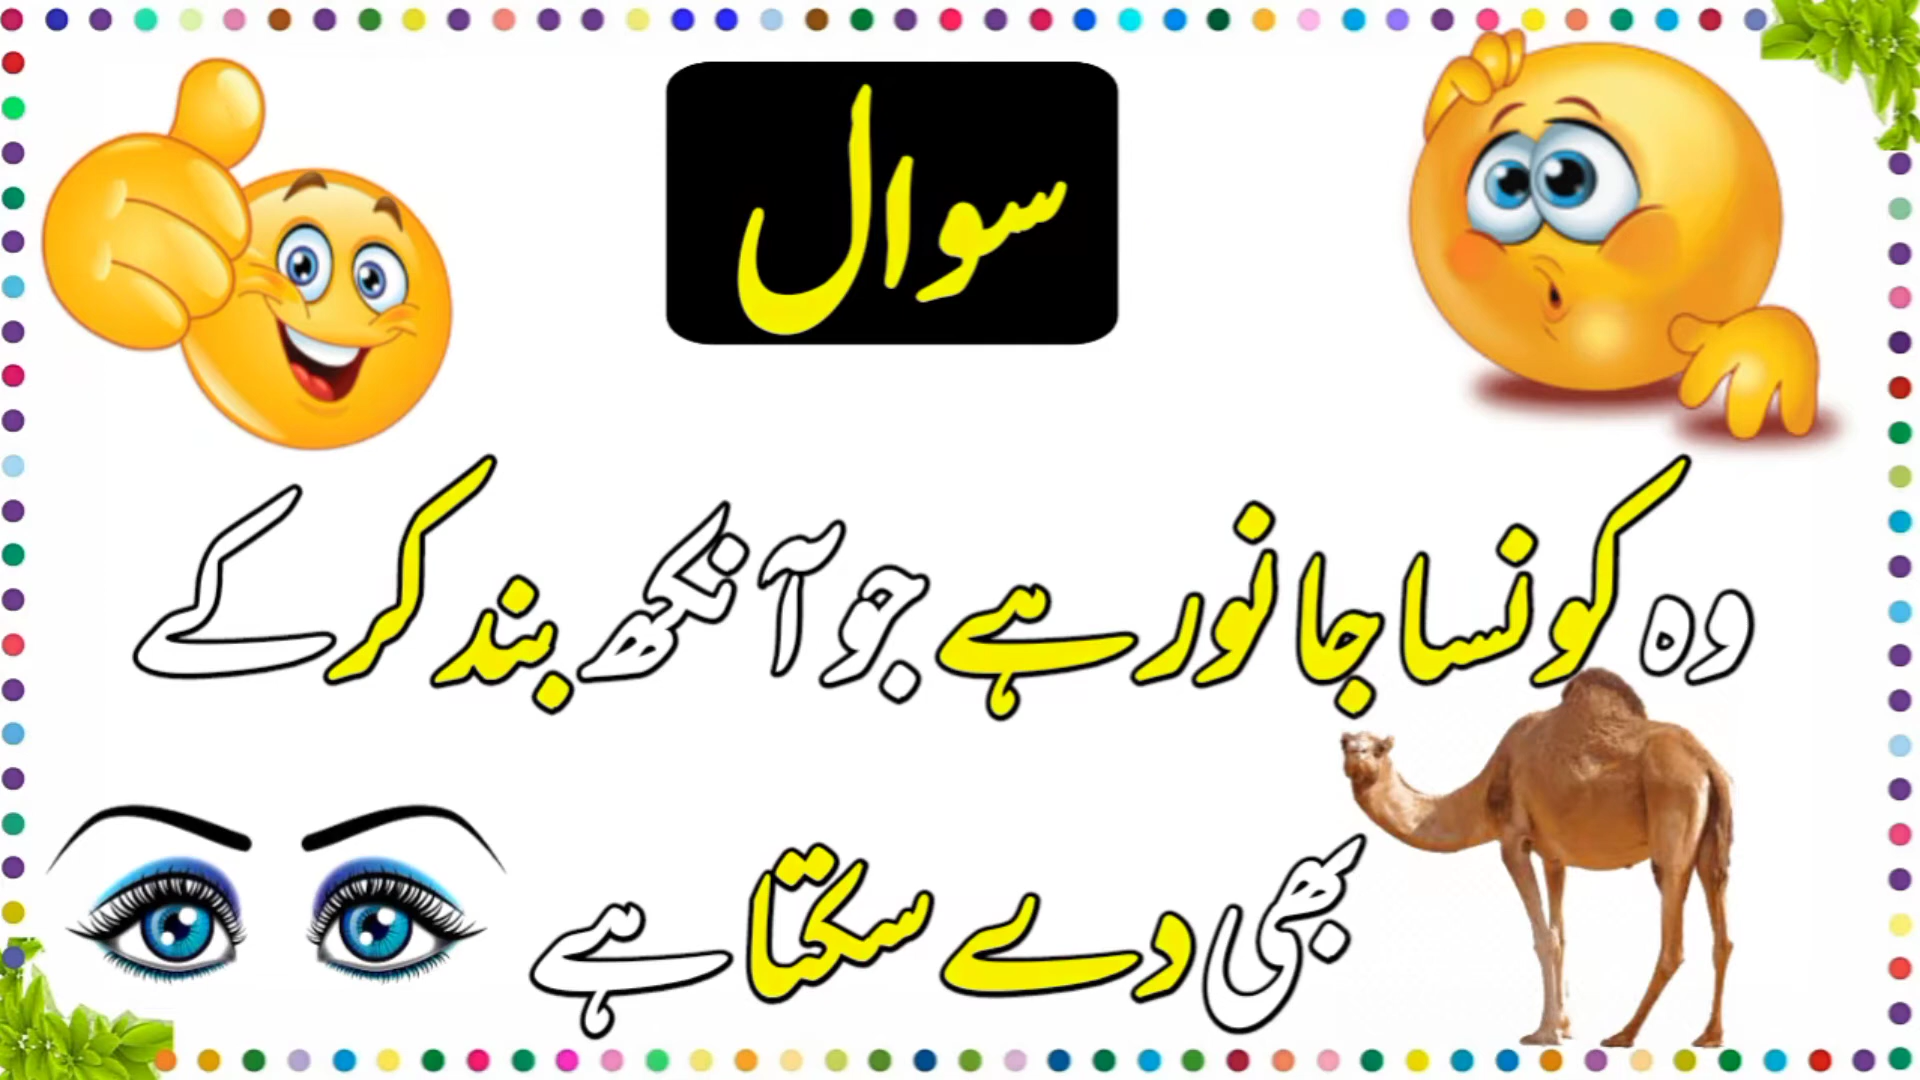 سوال
وہ کونسا جانور ہے جو آنکھ بند کر کے
بھی دے سکتا ہے